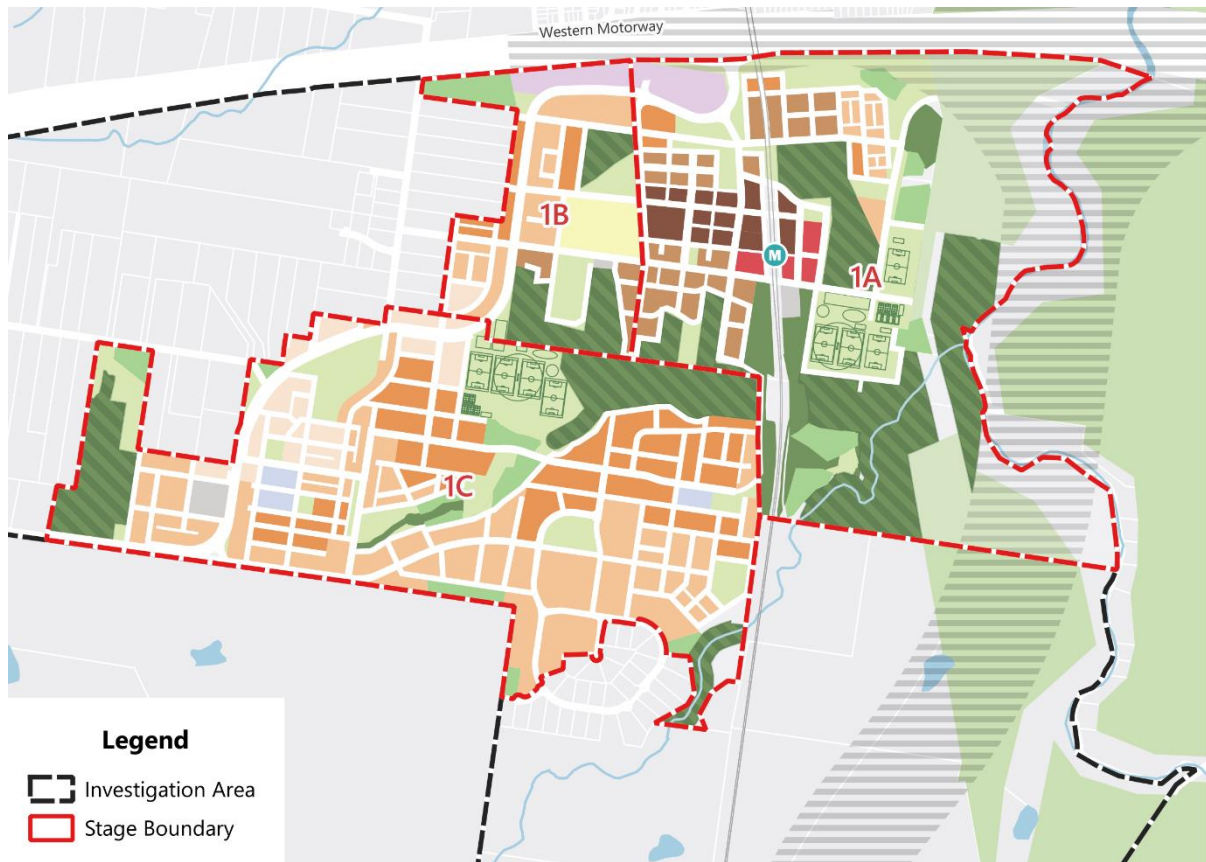 Western Motorway
1B
M
1A
1C
Legend
Investigation Area
Stage Boundary